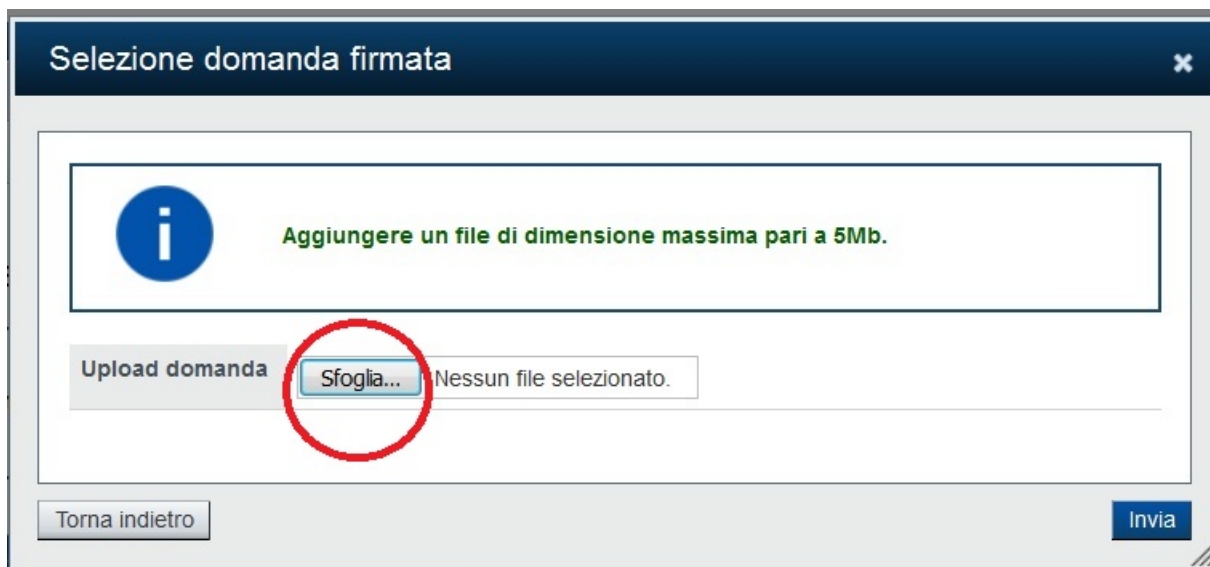 Selezione domanda firmata
Aggiungere un file di dimensione massima pari a 5Mb.
Upload domanda Sfoglia... Nessun file selezionato.
Torna indietro Invia